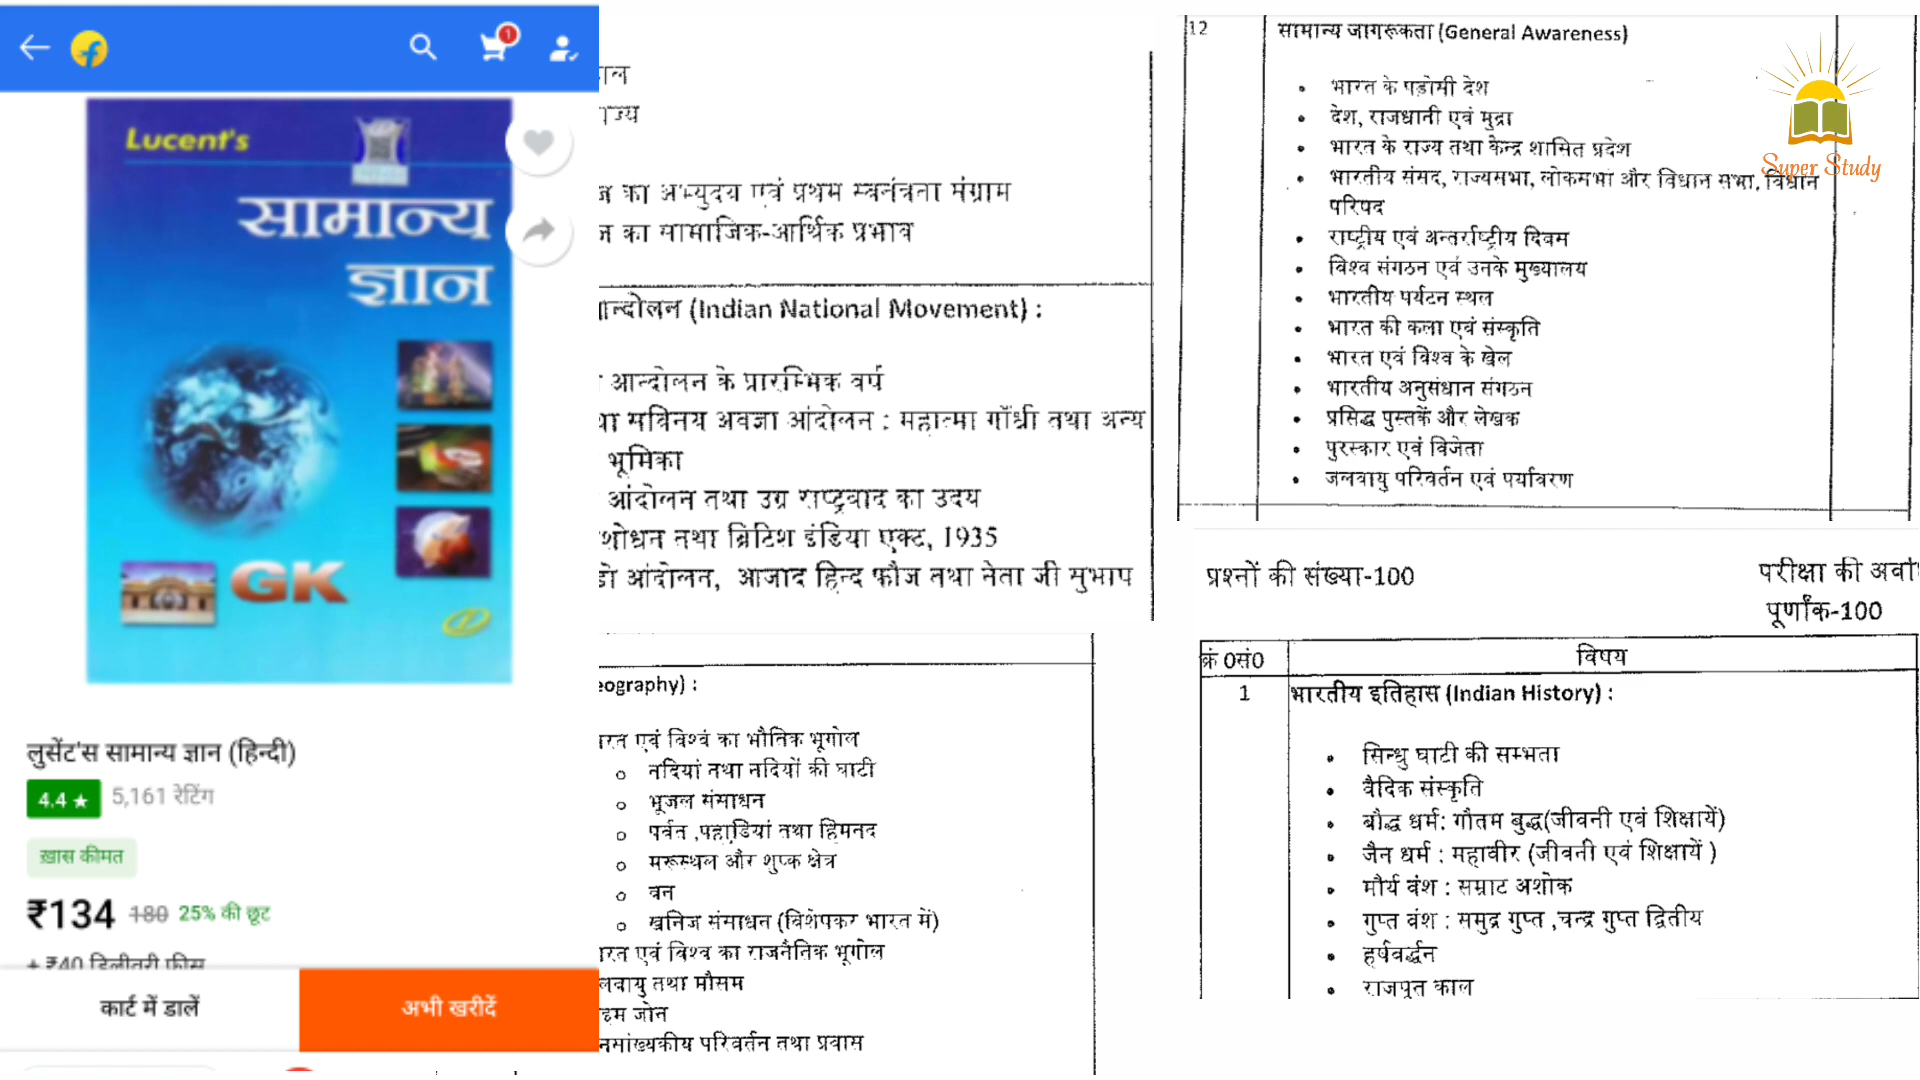 1
Lucent's
सामान्य
ज्ञान
GK
लुसेंट'स सामान्य ज्ञान (हिन्दी)
4.4 ★ 5,161 रेटिंग
ख़ास कीमत
₹134 180 25% की छूट
+ ₹40 डिलीवरी फ़ीस
कार्ट में डालें
अभी खरीदें
ाल
ाज्य
ज का अभ्युदय एवं प्रथम स्वतंत्रता संग्राम
ज का सामाजिक-आर्थिक प्रभाव
ान्दोलन (Indian National Movement) :
आन्दोलन के प्रारम्भिक वर्ष
था सविनय अवज्ञा आंदोलन : महात्मा गाँधी तथा अन्य
भूमिका
आंदोलन तथा उग्र राष्ट्रवाद का उदय
शोधन तथा ब्रिटिश इंडिया एक्ट, 1935
ड़ो आंदोलन, आजाद हिन्द फौज तथा नेता जी सुभाष
eography) :
ारत एवं विश्व का भौतिक भूगोल
नदियां तथा नदियों की घाटी
भूजल संसाधन
पर्वत ,पहाडियां तथा हिमनद
मरूस्थल और शुष्क क्षेत्र
वन
खनिज संसाधन (विशेषकर भारत में)
ारत एवं विश्व का राजनैतिक भूगोल
लवायु तथा मौसम
ाइम जोन
नसांख्यकीय परिवर्तन तथा प्रवास
12 सामान्य जागरूकता (General Awareness)
Super Study
भारत के पड़ोसी देश
देश, राजधानी एवं मुद्रा
भारत के राज्य तथा केन्द्र शासित प्रदेश
भारतीय संसद, राज्यसभा, लोकसभा और विधान सभा, विधान
परिषद
राष्ट्रीय एवं अन्तर्राष्ट्रीय दिवस
विश्व संगठन एवं उनके मुख्यालय
भारतीय पर्यटन स्थल
भारत की कला एवं संस्कृति
भारत एवं विश्व के खेल
भारतीय अनुसंधान संगठन
प्रसिद्ध पुस्तकें और लेखक
पुरस्कार एवं विजेता
जलवायु परिवर्तन एवं पर्यावरण
प्रश्नों की संख्या-100
परीक्षा की अवधि
पूर्णांक-100
क्रं0सं0 विषय
1 भारतीय इतिहास (Indian History) :
सिन्धु घाटी की सभ्यता
वैदिक संस्कृति
बौद्ध धर्म: गौतम बुद्ध(जीवनी एवं शिक्षायें)
जैन धर्म : महावीर (जीवनी एवं शिक्षायें )
मौर्य वंश : सम्राट अशोक
गुप्त वंश : समुद्र गुप्त ,चन्द्र गुप्त द्वितीय
हर्षवर्द्धन
राजपूत काल